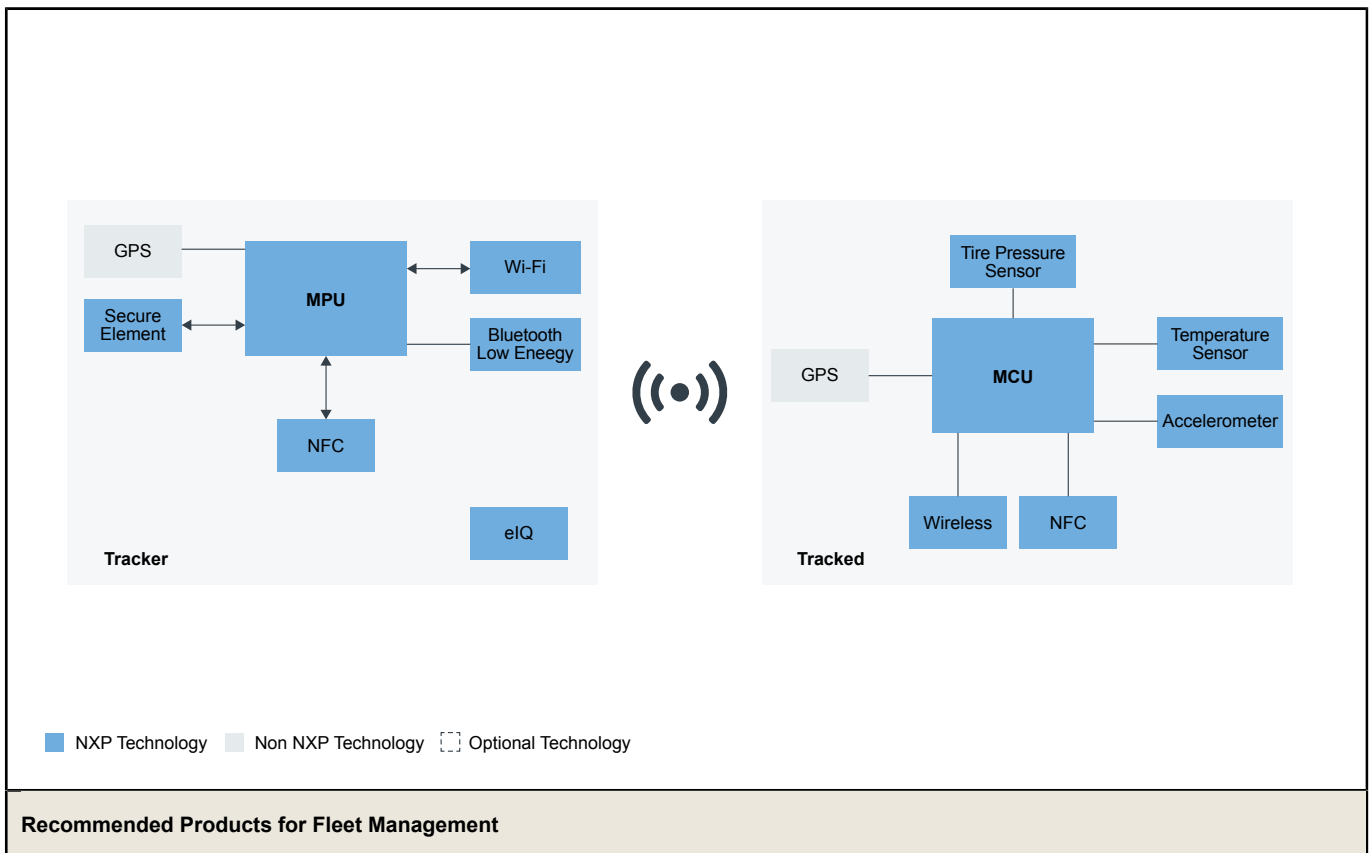 GPS
MPU
Wi-Fi
Secure
Element
Bluetooth
Low Eneegy
NFC
eIQ
Tracker
Tire Pressure
Sensor
GPS
MCU
Temperature
Sensor
Accelerometer
Wireless
NFC
Tracked
NXP Technology
Non NXP Technology
Optional Technology
Recommended Products for Fleet Management